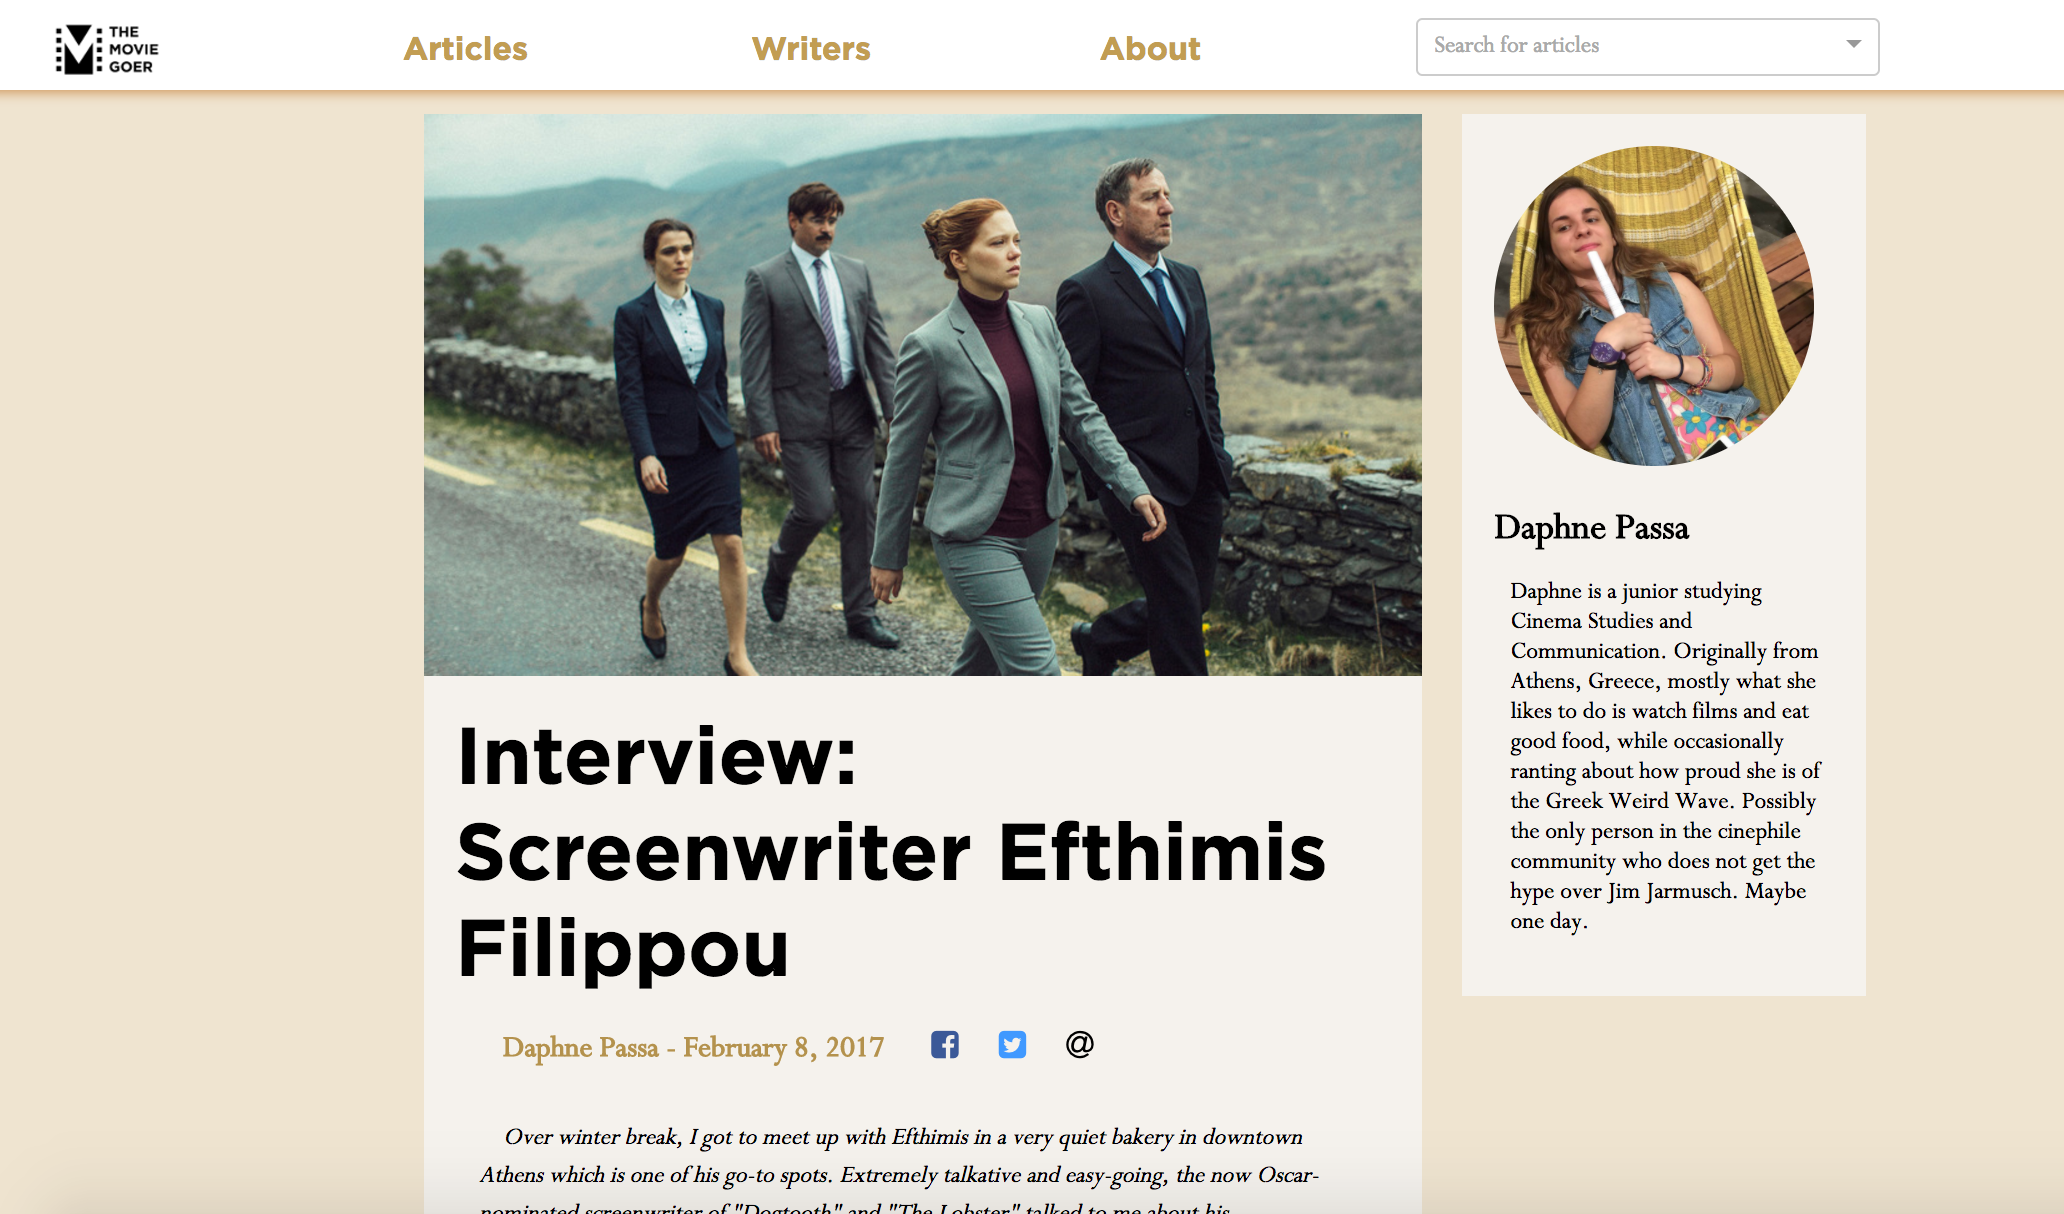 THE
MOVIE
GOER
Articles
Writers
About
Search for articles
Interview:
Screenwriter Efthimis
Filippou
Daphne Passa - February 8, 2017
@
Over winter break, I got to meet up with Efthimis in a very quiet bakery in downtown
Athens which is one of his go-to spots. Extremely talkative and easy-going, the now Oscar-
nominated screenwriter of "Dogtooth" and "The Lobster" talked to me about his
Daphne Passa
Daphne is a junior studying
Cinema Studies and
Communication. Originally from
Athens, Greece, mostly what she
likes to do is watch films and eat
good food, while occasionally
ranting about how proud she is of
the Greek Weird Wave. Possibly
the only person in the cinephile
community who does not get the
hype over Jim Jarmusch. Maybe
one day.